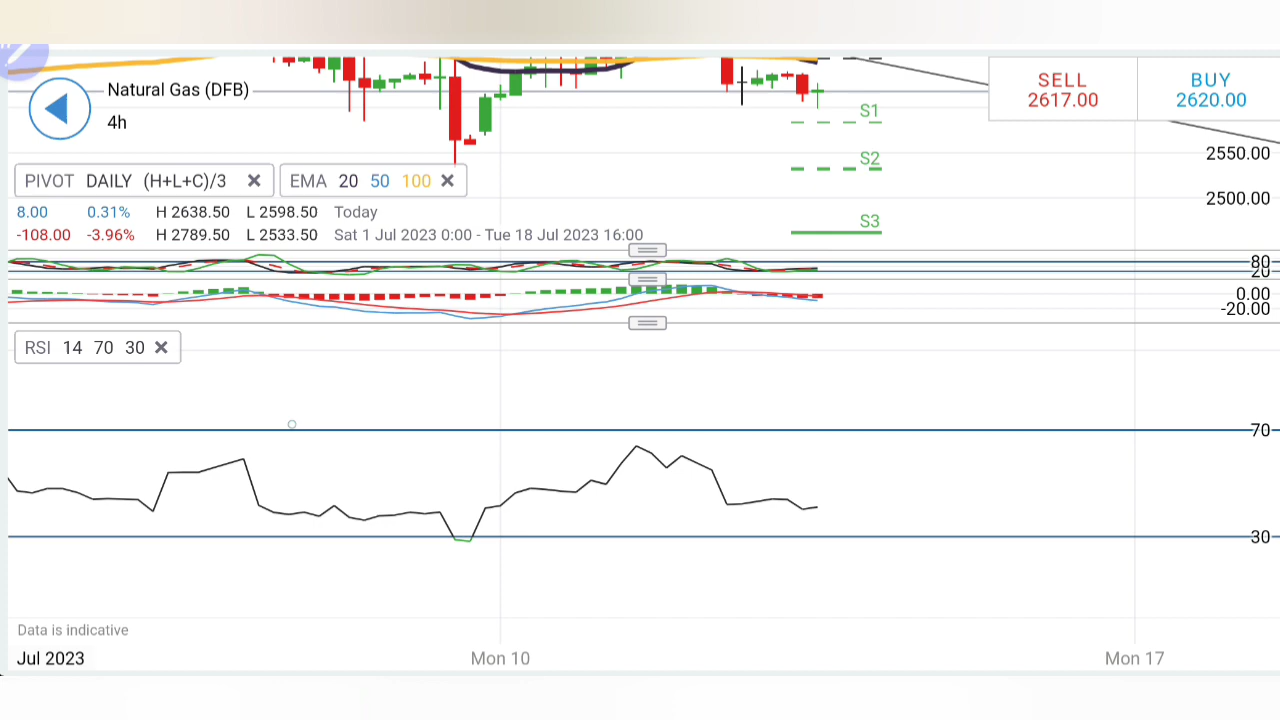 Natural Gas (DFB)
4h
SELL
2617.00
BUY
2620.00
S1
S2
S3
2550.00
2500.00
PIVOT DAILY (H+L+C)/3
EMA 20 50 100
8.00 0.31% H 2638.50 L 2598.50 Today
-108.00 -3.96% H 2789.50 L 2533.50 Sat 1 Jul 2023 0:00 - Tue 18 Jul 2023 16:00
80
20
0.00
-20.00
RSI 14 70 30
70
30
Data is indicative
Jul 2023 Mon 10 Mon 17